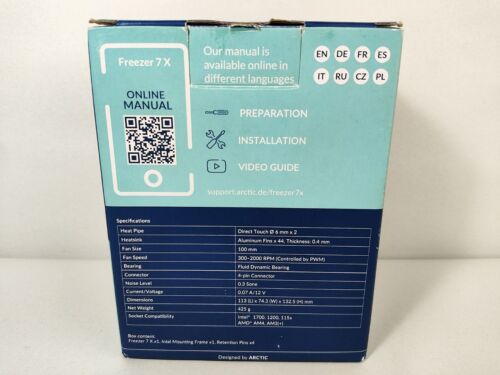 Freezer 7 X
ONLINE
MANUAL
Our manual is
available online in
different languages
EN DE FR ES
IT RU CZ PL
PREPARATION
INSTALLATION
VIDEO GUIDE
support.arctic.de/freezer7x
Specifications
Heat Pipe Direct Touch Ø 6 mm x 2
Heatsink Aluminum Fins x 44, Thickness: 0.4 mm
Fan Size 100 mm
Fan Speed 300–2000 RPM (Controlled by PWM)
Bearing Fluid Dynamic Bearing
Connector 4-pin Connector
Noise Level 0.3 Sone
Current/Voltage 0.07 A/12 V
Dimensions 113 (L) x 74.3 (W) x 132.5 (H) mm
Net Weight 425 g
Socket Compatibility Intel® 1700, 1200, 115x
AMD® AM4, AM3(+)
Box content:
Freezer 7 X x1, Intel Mounting Frame x1, Retention Pins x4
Designed by ARCTIC